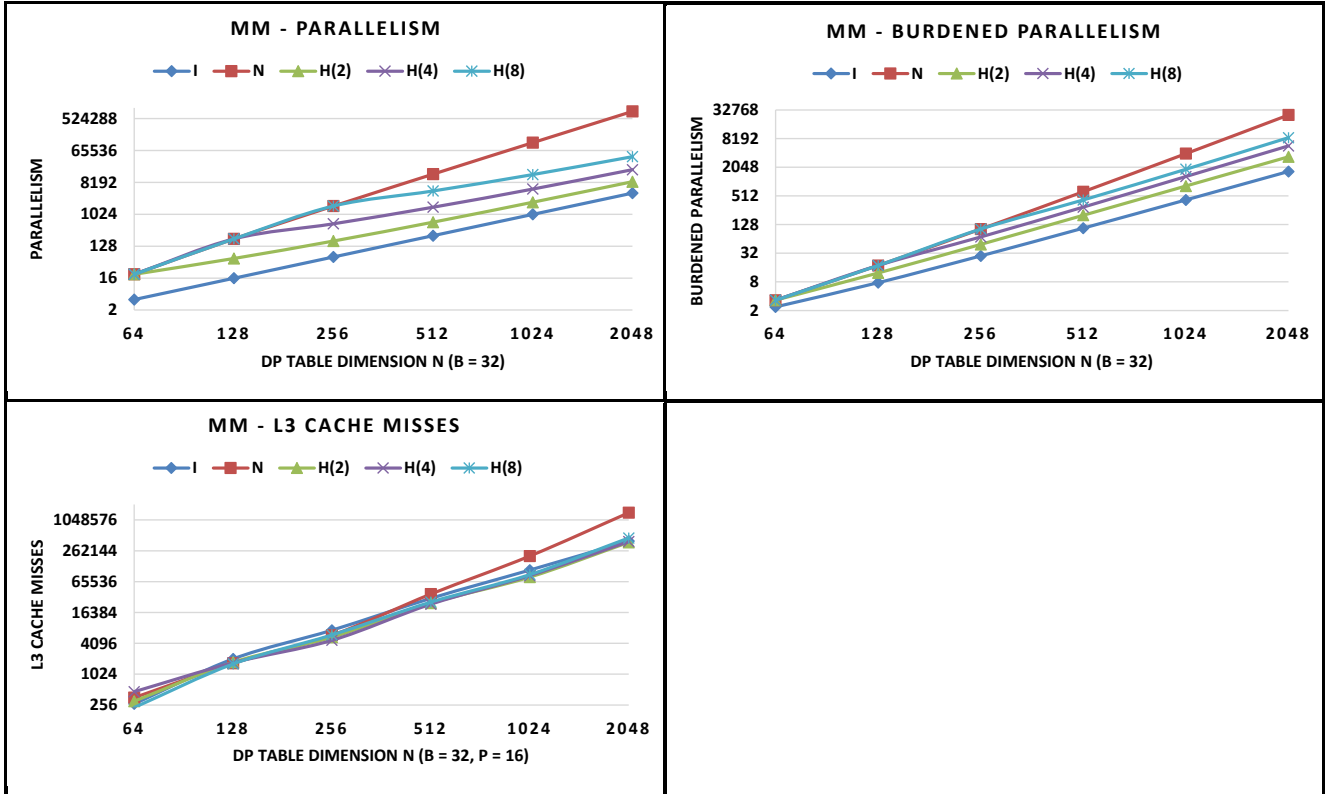 MM - PARALLELISM
I N H(2) H(4) H(8)
PARALLELISM
524288
65536
8192
1024
128
16
2
64 128 256 512 1024 2048
DP TABLE DIMENSION N (B = 32)
MM - BURDENED PARALLELISM
I N H(2) H(4) H(8)
BURDENED PARALLELISM
32768
8192
2048
512
128
32
8
2
64 128 256 512 1024 2048
DP TABLE DIMENSION N (B = 32)
MM - L3 CACHE MISSES
I N H(2) H(4) H(8)
L3 CACHE MISSES
1048576
262144
65536
16384
4096
1024
256
64 128 256 512 1024 2048
DP TABLE DIMENSION N (B = 32, P = 16)